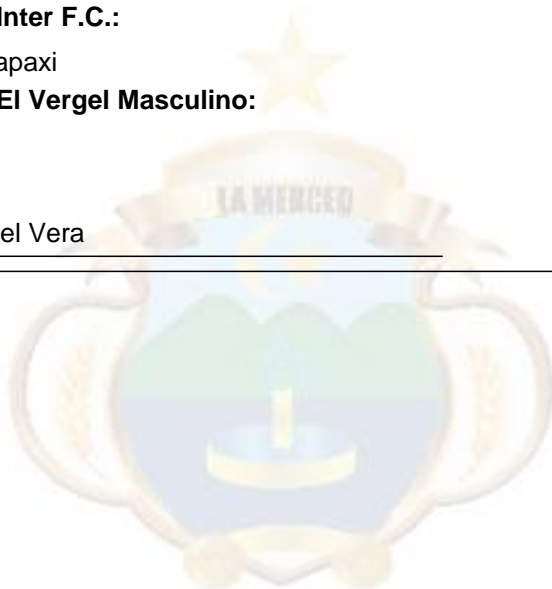 Inter F.C.:
apaxi
El Vergel Masculino:
LA MERCED
el Vera